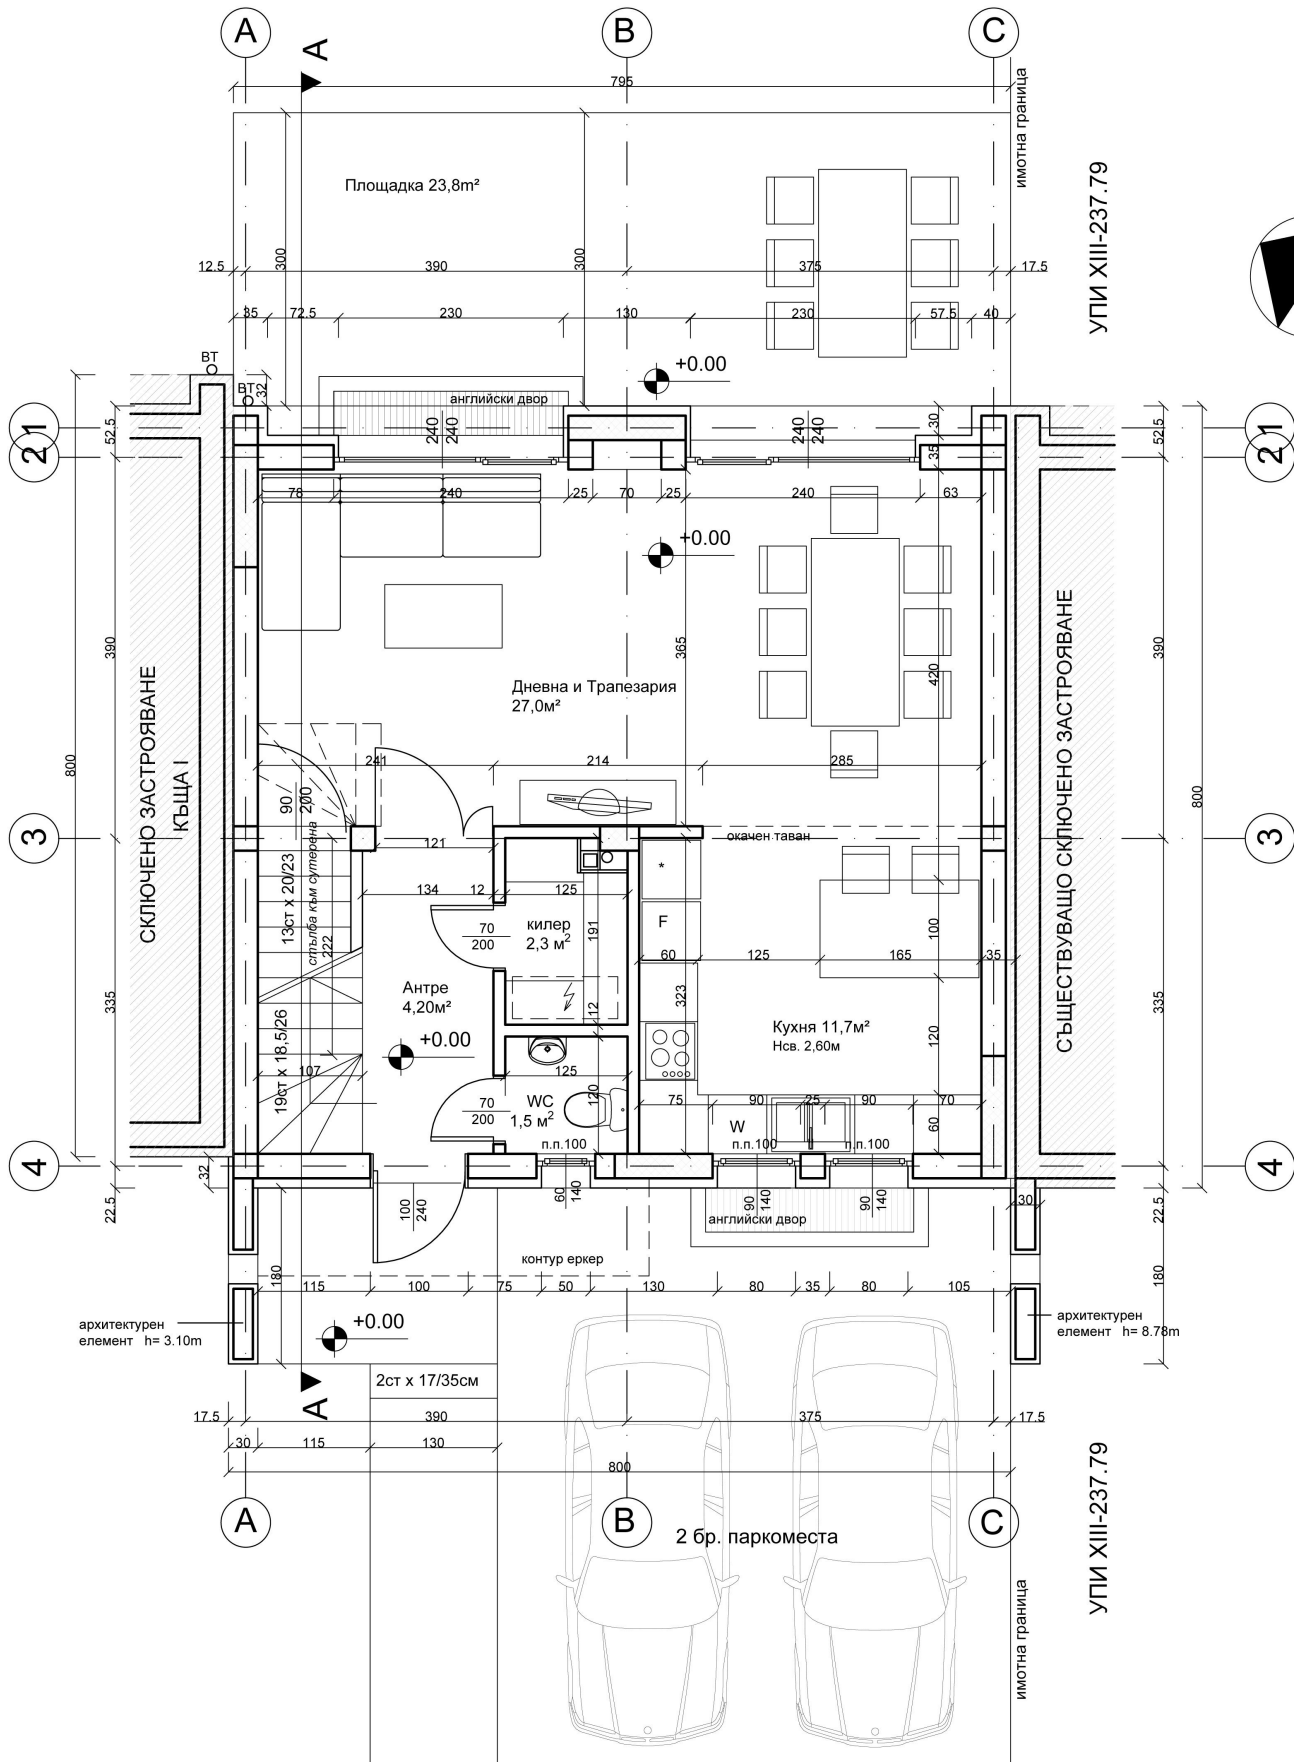 A
B
C
A
795
имотна граница
Площадка 23,8m²
УПИ XIII-237.79
12.5
300
390
300
375
17.5
35
72.5
230
130
230
57.5
40
ВТ
ВТ
32
+0.00
английски двор
1
2
52.5
240
240
240
240
30
35
52.5
1
2
78
240
25
70
25
240
63
+0.00
390
365
420
390
Дневна и Трапезария
27,0м²
СКЛЮЧЕНО ЗАСТРОЯВАНЕ
КЪЩА I
СЪЩЕСТВУВАЩО СКЛЮЧЕНО ЗАСТРОЯВАНЕ
800
800
241
214
285
90
200
3
121
окачен таван
3
13ст х 20/23
стълба към сутерена
222
134
12
125
*
F
70
200
килер
2,3 м²
191
100
60
125
165
35
Антре
4,20м²
12
323
335
335
Кухня 11,7м²
Нсв. 2,60м
120
+0.00
19ст х 18,5/26
107
125
70
200
WC
1,5 м²
120
75
90
25
90
70
W
60
п.п.100
п.п.100
п.п.100
4
4
32
22.5
100
240
60
140
90
140
90
140
30
22.5
английски двор
контур еркер
180
115
100
75
50
130
80
35
80
105
180
архитектурен
елемент h= 3.10m
+0.00
архитектурен
елемент h= 8.78m
2ст х 17/35см
A
17.5
390
375
17.5
30
115
130
800
A
B
C
2 бр. паркоместа
УПИ XIII-237.79
имотна граница